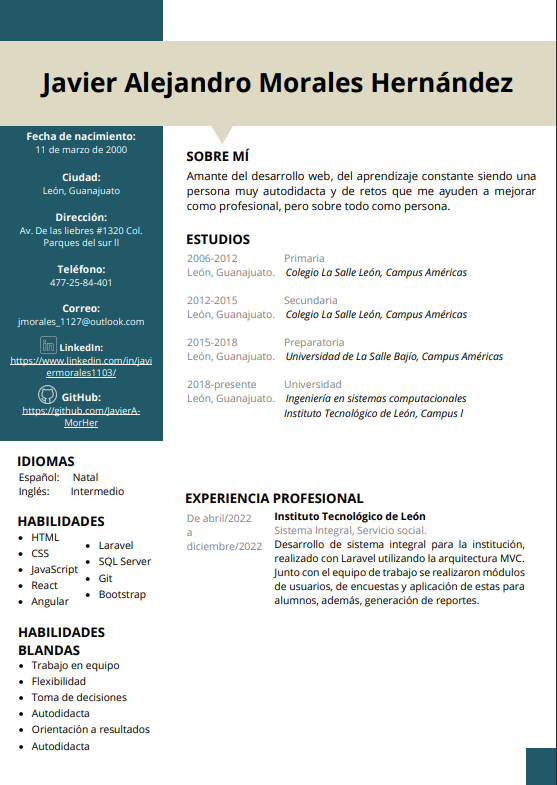 Javier Alejandro Morales Hernández
Fecha de nacimiento:
11 de marzo de 2000
Ciudad:
León, Guanajuato
Dirección:
Av. De las liebres #1320 Col.
Parques del sur ll
Teléfono:
477-25-84-401
Correo:
jmorales_1127@outlook.com
LinkedIn:
https://www.linkedin.com/in/javi
ermorales1103/
GitHub:
https://github.com/JavierA-
MorHer
IDIOMAS
Español: Natal
Inglés: Intermedio
HABILIDADES
• HTML
• CSS
• JavaScript
• React
• Angular
• Laravel
• SQL Server
• Git
• Bootstrap
HABILIDADES
BLANDAS
• Trabajo en equipo
• Flexibilidad
• Toma de decisiones
• Autodidacta
• Orientación a resultados
• Autodidacta
SOBRE MÍ
Amante del desarrollo web, del aprendizaje constante siendo una
persona muy autodidacta y de retos que me ayuden a mejorar
como profesional, pero sobre todo como persona.
ESTUDIOS
2006-2012 Primaria
León, Guanajuato. Colegio La Salle León, Campus Américas
2012-2015 Secundaria
León, Guanajuato. Colegio La Salle León, Campus Américas
2015-2018 Preparatoria
León, Guanajuato. Universidad de La Salle Bajío, Campus Américas
2018-presente Universidad
León, Guanajuato. Ingeniería en sistemas computacionales
Instituto Tecnológico de León, Campus l
EXPERIENCIA PROFESIONAL
De abril/2022
a
diciembre/2022
Instituto Tecnológico de León
Sistema Integral, Servicio social.
Desarrollo de sistema integral para la institución,
realizado con Laravel utilizando la arquitectura MVC.
Junto con el equipo de trabajo se realizaron módulos
de usuarios, de encuestas y aplicación de estas para
alumnos, además, generación de reportes.